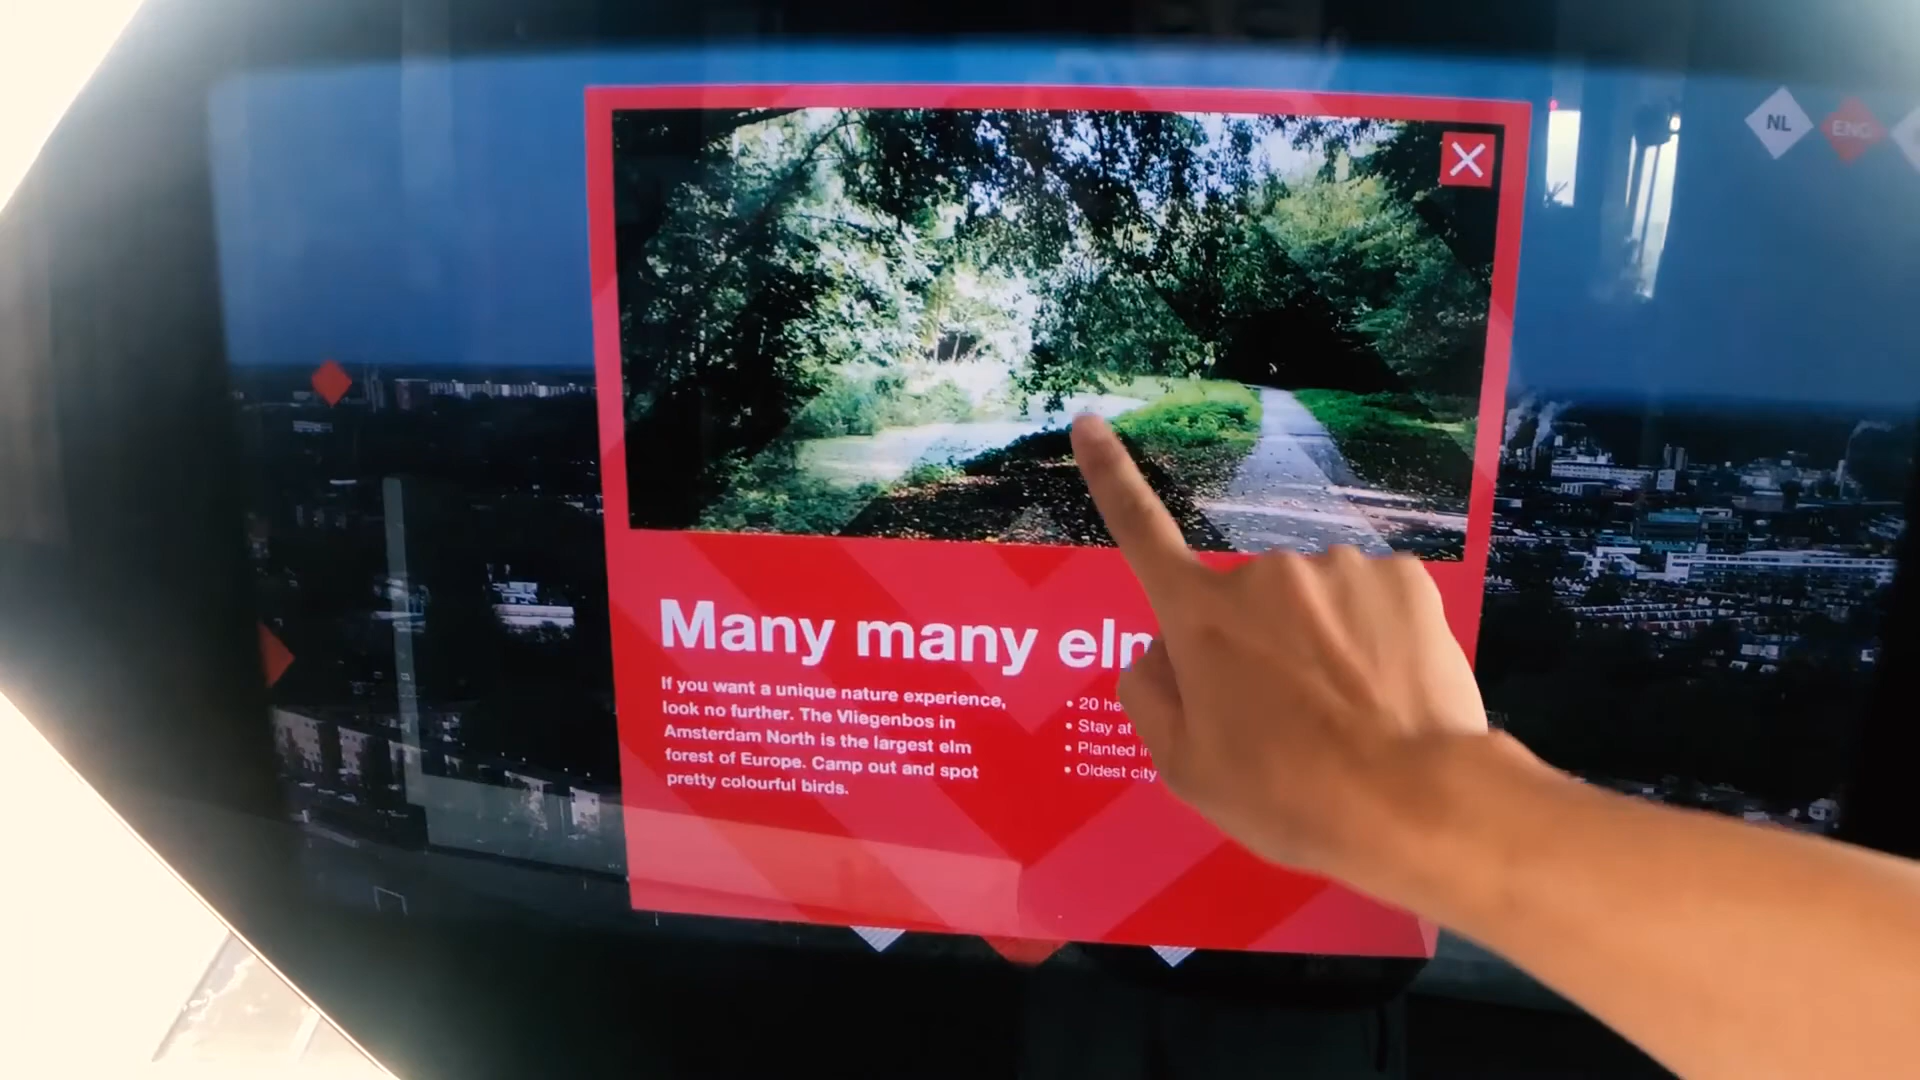 NL
ENG
Many many
If you want a unique nature experience,
look no further. The Vliegenbos in
Amsterdam North is the largest elm
forest of Europe. Camp out and spot
pretty colourful birds.
• 20
• Stay at
• Planted
• Oldest city